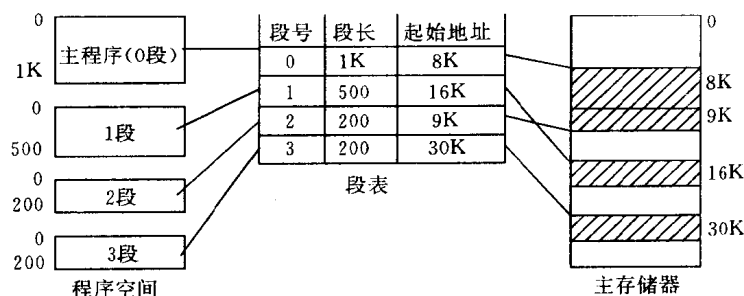 0
主程序(0段)
1K
0
1段
500
0
2段
200
0
3段
200
程序空间
段号 段长 起始地址
0 1K 8K
1 500 16K
2 200 9K
3 200 30K
段表
0
8K
9K
16K
30K
主存储器